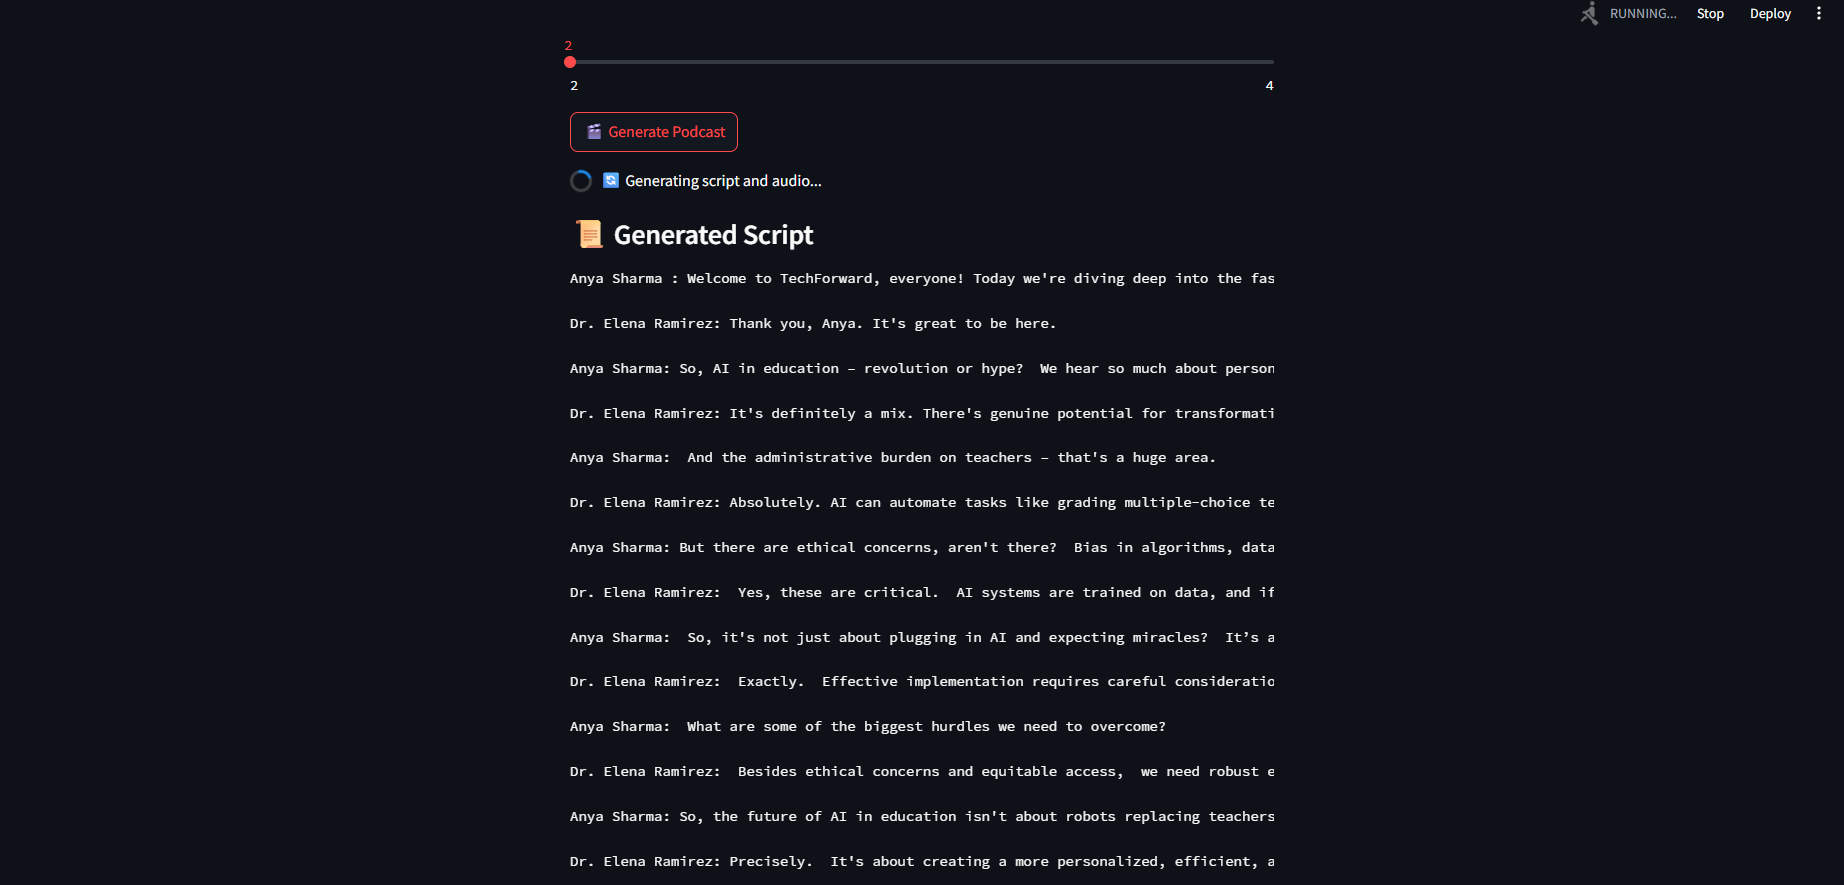 RUNNING... Stop Deploy
2
2 4
Generate Podcast
Generating script and audio...
Generated Script
Anya Sharma : Welcome to TechForward, everyone! Today we're diving deep into the fas
Dr. Elena Ramirez: Thank you, Anya. It's great to be here.
Anya Sharma: So, AI in education – revolution or hype?  We hear so much about person
Dr. Elena Ramirez: It's definitely a mix. There's genuine potential for transformati
Anya Sharma:  And the administrative burden on teachers – that's a huge area.
Dr. Elena Ramirez: Absolutely. AI can automate tasks like grading multiple-choice te
Anya Sharma: But there are ethical concerns, aren't there?  Bias in algorithms, data
Dr. Elena Ramirez:  Yes, these are critical.  AI systems are trained on data, and if
Anya Sharma:  So, it's not just about plugging in AI and expecting miracles?  It’s a
Dr. Elena Ramirez:  Exactly.  Effective implementation requires careful consideratio
Anya Sharma:  What are some of the biggest hurdles we need to overcome?
Dr. Elena Ramirez:  Besides ethical concerns and equitable access,  we need robust e
Anya Sharma: So, the future of AI in education isn't about robots replacing teachers
Dr. Elena Ramirez: Precisely.  It's about creating a more personalized, efficient, a